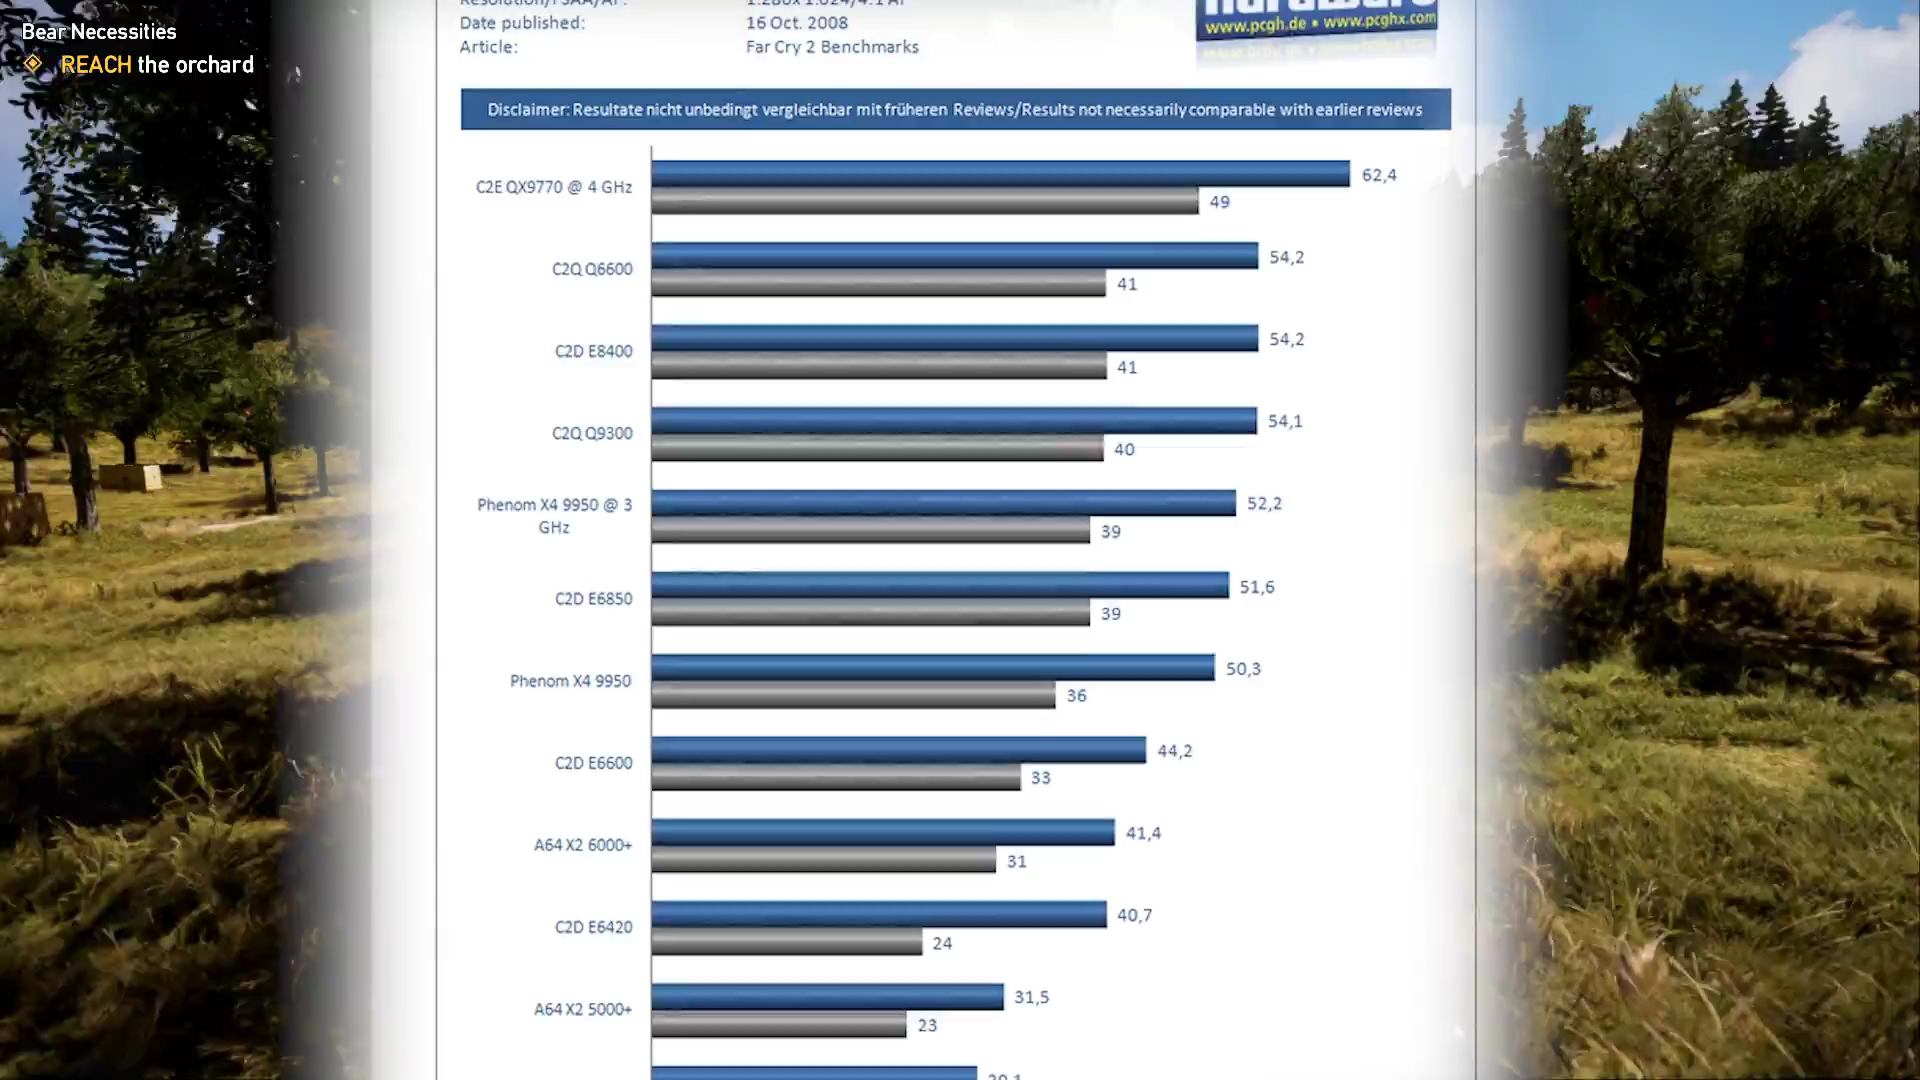 Bear Necessities
REACH the orchard
Date published: 16 Oct. 2008
Article: Far Cry 2 Benchmarks
www.pcgh.de • www.pcghx.com
Disclaimer: Resultate nicht unbedingt vergleichbar mit früheren Reviews/Results not necessarily comparable with earlier reviews
C2E QX9770 @ 4 GHz
62,4
49
C2Q Q6600
54,2
41
C2D E8400
54,2
41
C2Q Q9300
54,1
40
Phenom X4 9950 @ 3
GHz
52,2
39
C2D E6850
51,6
39
Phenom X4 9950
50,3
36
C2D E6600
44,2
33
A64 X2 6000+
41,4
31
C2D E6420
40,7
24
A64 X2 5000+
31,5
23